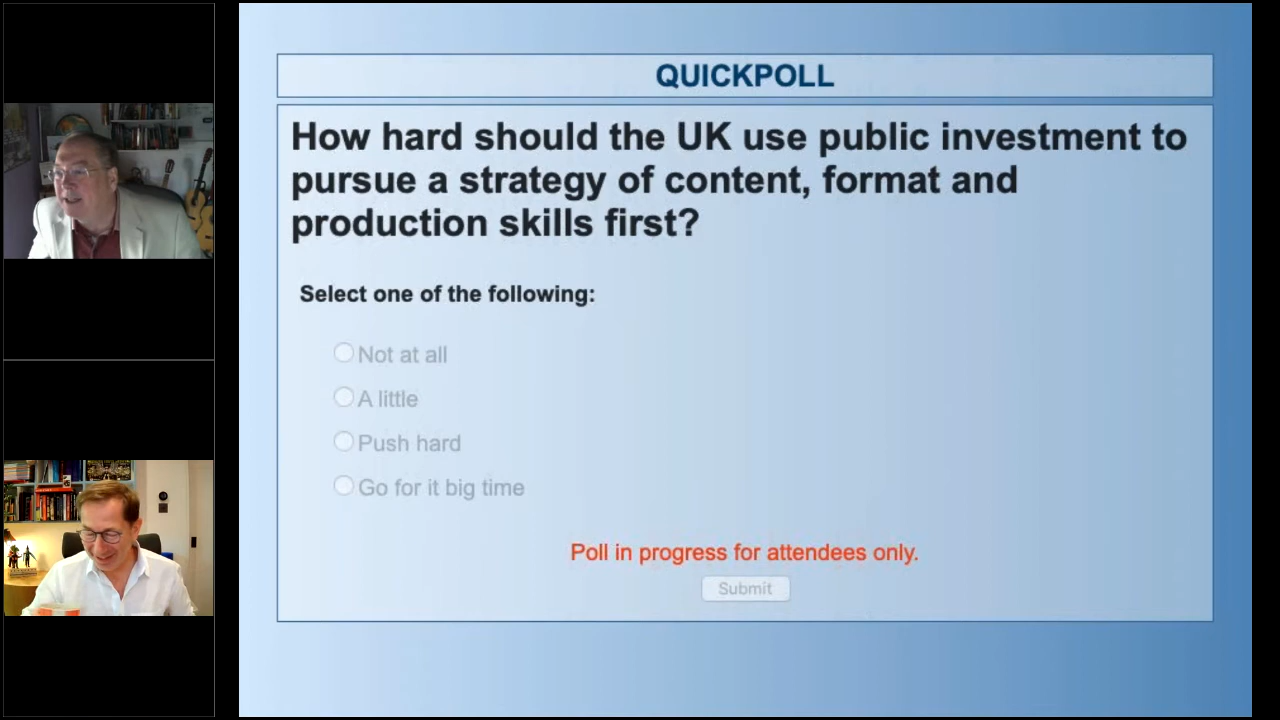 QUICKPOLL
How hard should the UK use public investment to
pursue a strategy of content, format and
production skills first?
Select one of the following:
Not at all
A little
Push hard
Go for it big time
Poll in progress for attendees only.
Submit